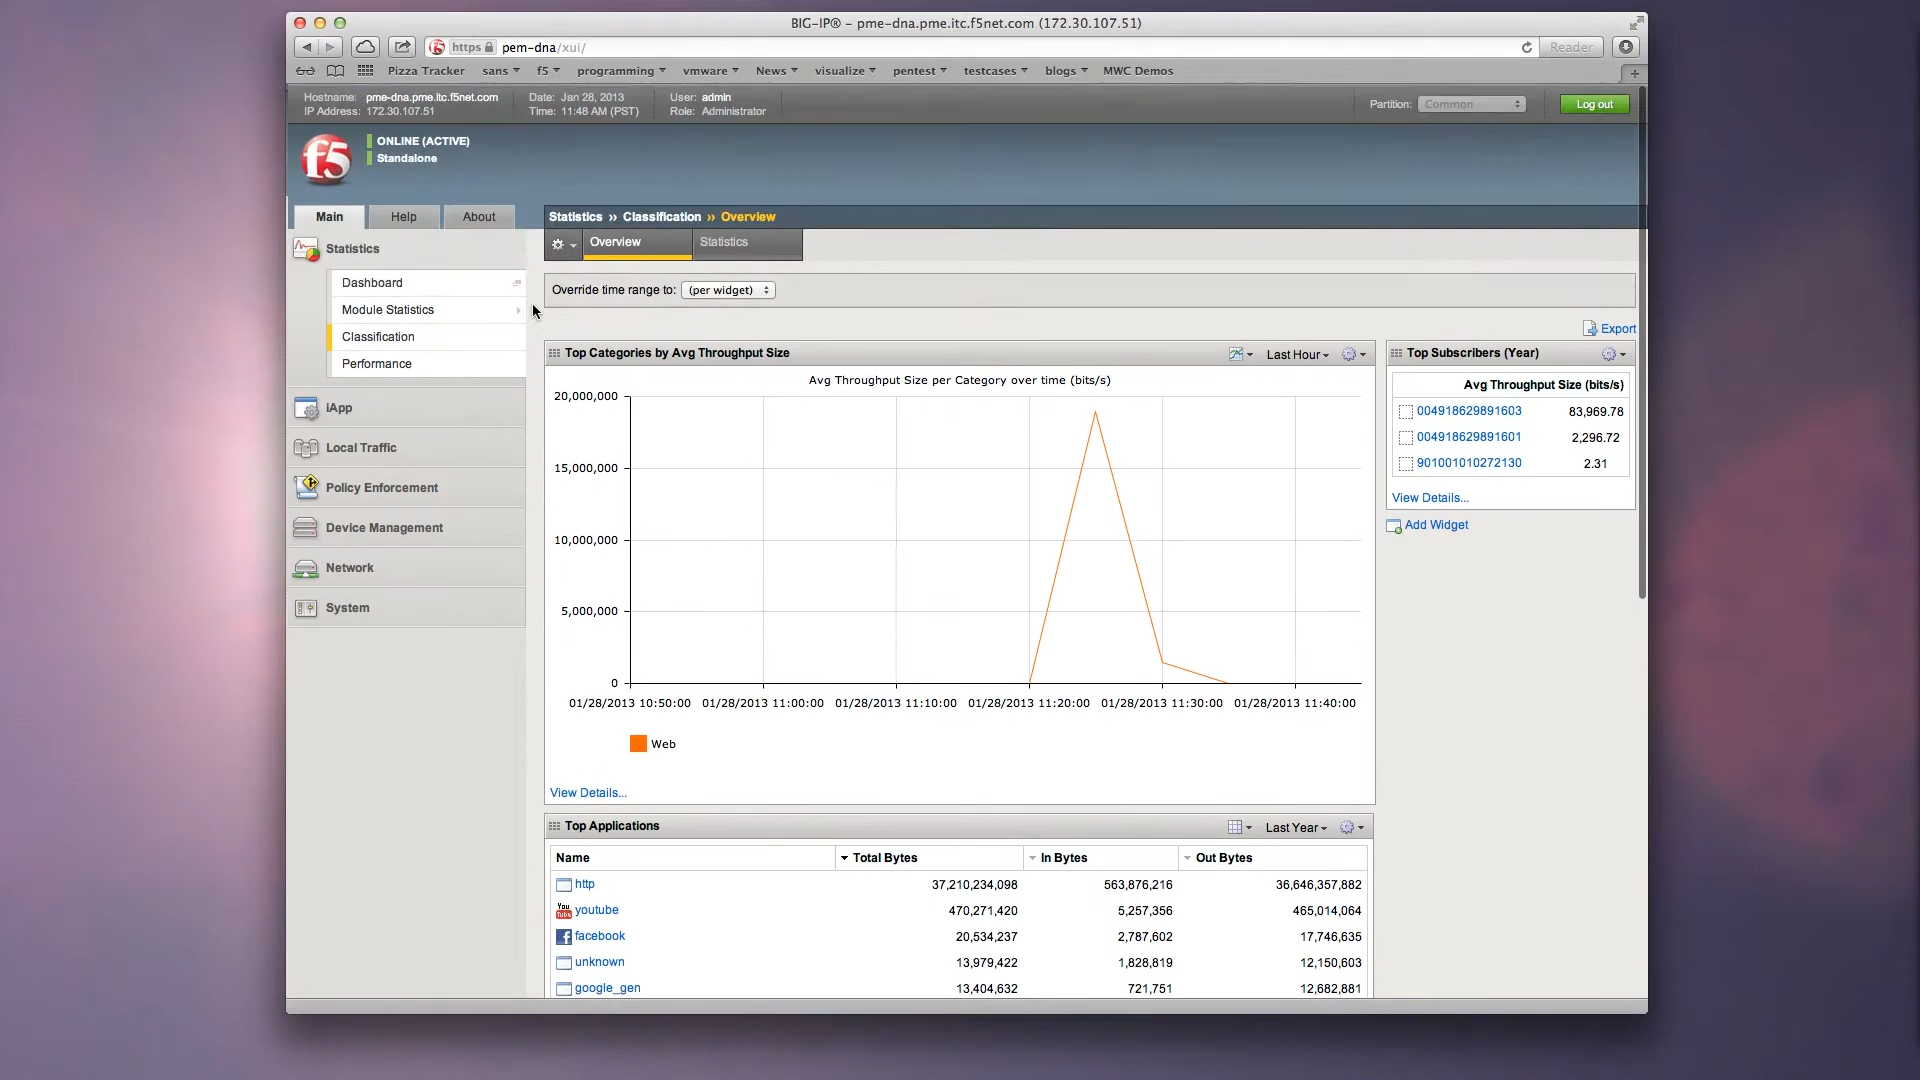 BIG-IP® – pme-dna.pme.itc.f5net.com (172.30.107.51)
https pem-dna/xui/
Reader
Pizza Tracker sans f5 programming vmware News visualize pentest testcases blogs MWC Demos
Hostname: pme-dna.pme.itc.f5net.com Date: Jan 28, 2013 User: admin
IP Address: 172.30.107.51 Time: 11:48 AM (PST) Role: Administrator
Partition: Common Log out
f5
ONLINE (ACTIVE)
Standalone
Main Help About
Statistics » Classification » Overview
Overview Statistics
Statistics
Dashboard
Module Statistics
Classification
Performance
iApp
Local Traffic
Policy Enforcement
Device Management
Network
System
Override time range to: (per widget)
Export
Top Categories by Avg Throughput Size Last Hour
Avg Throughput Size per Category over time (bits/s)
20,000,000
15,000,000
10,000,000
5,000,000
0
01/28/2013 10:50:00 01/28/2013 11:00:00 01/28/2013 11:10:00 01/28/2013 11:20:00 01/28/2013 11:30:00 01/28/2013 11:40:00
Web
View Details...
Top Subscribers (Year)
Avg Throughput Size (bits/s)
004918629891603 83,969.78
004918629891601 2,296.72
901001010272130 2.31
View Details...
Add Widget
Top Applications Last Year
Name Total Bytes In Bytes Out Bytes
http 37,210,234,098 563,876,216 36,646,357,882
You Tube youtube 470,271,420 5,257,356 465,014,064
f facebook 20,534,237 2,787,602 17,746,635
unknown 13,979,422 1,828,819 12,150,603
google_gen 13,404,632 721,751 12,682,881